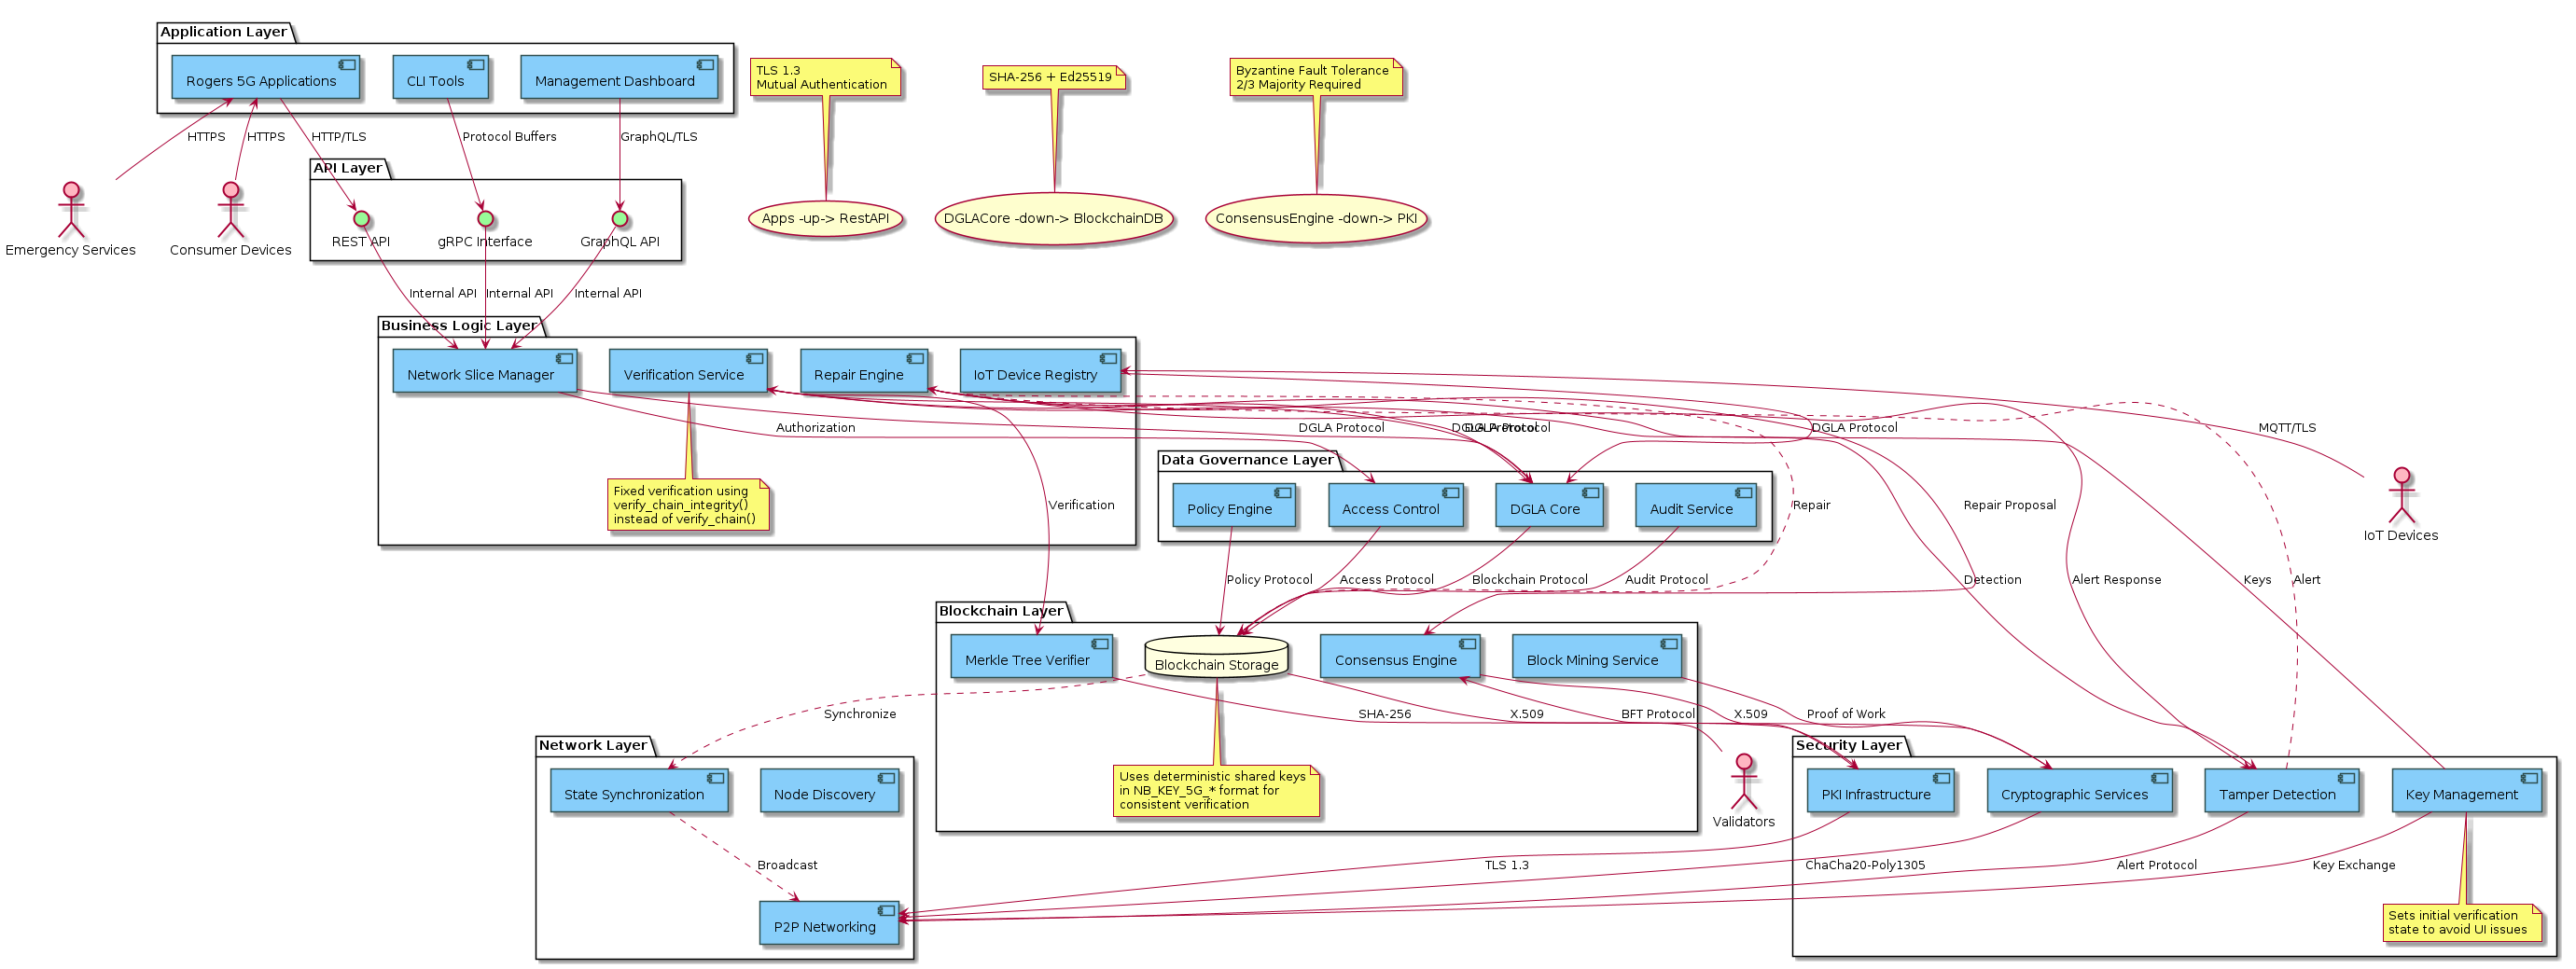 Application Layer
Rogers 5G Applications
CLI Tools
Management Dashboard
TLS 1.3
Mutual Authentication
SHA-256 + Ed25519
Byzantine Fault Tolerance
2/3 Majority Required
HTTPS
HTTPS
HTTP/TLS
Protocol Buffers
GraphQL/TLS
API Layer
REST API
gRPC Interface
GraphQL API
Emergency Services
Consumer Devices
Apps -up-> RestAPI
DGLACore -down-> BlockchainDB
ConsensusEngine -down-> PKI
Internal API
Internal API
Internal API
Business Logic Layer
Network Slice Manager
Verification Service
Repair Engine
IoT Device Registry
Authorization
DGLA Protocol
DGLA Protocol
DGLA Protocol
DGLA Protocol
MQTT/TLS
Data Governance Layer
Policy Engine
Access Control
DGLA Core
Audit Service
Fixed verification using
verify_chain_integrity()
instead of verify_chain()
Verification
Repair
Repair Proposal
IoT Devices
Policy Protocol
Access Protocol
Blockchain Protocol
Audit Protocol
Detection
Alert Response
Keys
Alert
Blockchain Layer
Merkle Tree Verifier
Blockchain Storage
Consensus Engine
Block Mining Service
Synchronize
SHA-256
X.509
BFT Protocol
X.509
Proof of Work
Network Layer
State Synchronization
Node Discovery
Uses deterministic shared keys
in NB_KEY_5G_* format for
consistent verification
Validators
Security Layer
PKI Infrastructure
Cryptographic Services
Tamper Detection
Key Management
Broadcast
TLS 1.3
ChaCha20-Poly1305
Alert Protocol
Key Exchange
P2P Networking
Sets initial verification
state to avoid UI issues